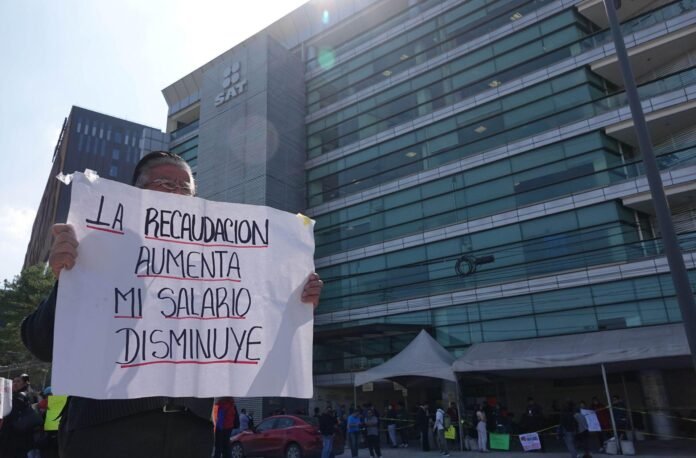 SAT
LA RECAUDACION
AUMENTA
MI SALARIO
DISMINUYE